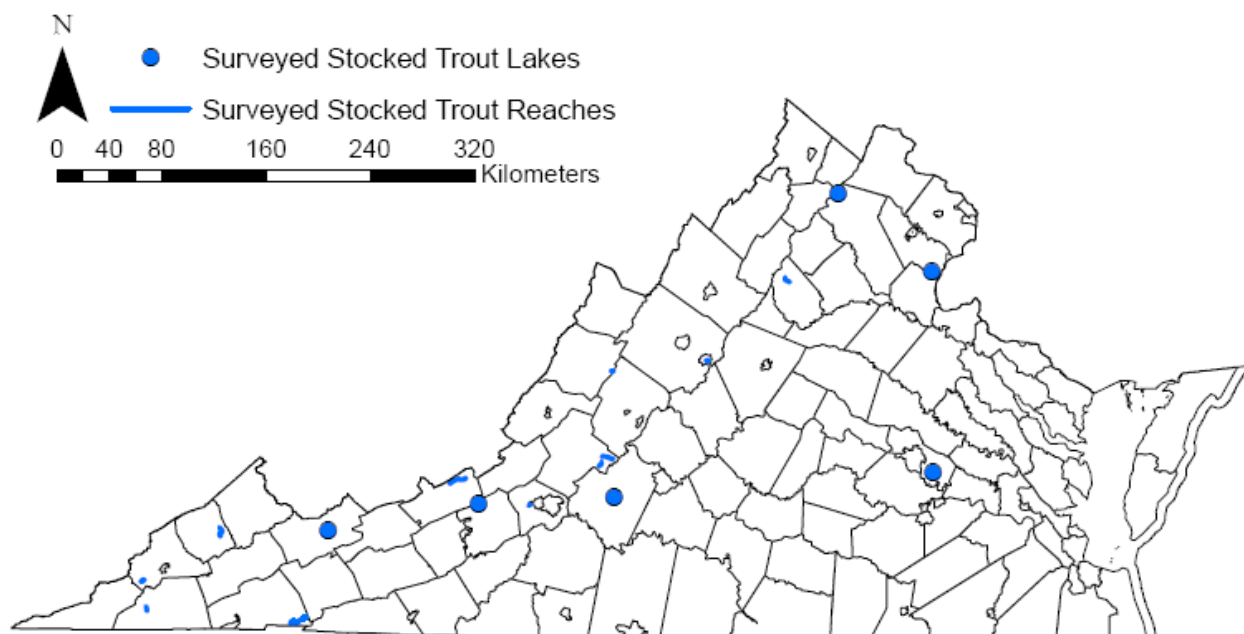 N
Surveyed Stocked Trout Lakes
Surveyed Stocked Trout Reaches
0 40 80 160 240 320
Kilometers